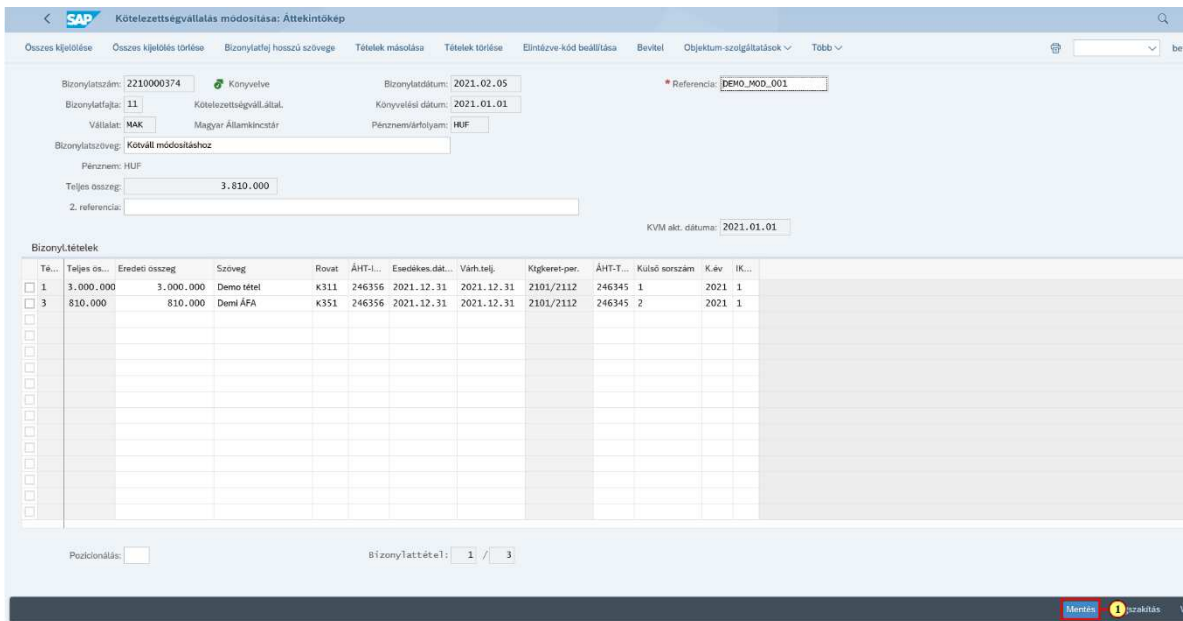 SAP Kötelezettségvállalás módosítása: Áttekintőkép
Összes kijelölése Összes kijelölés törlése Bizonylatfej hosszú szövege Tételek másolása Tételek törlése Elintézve-kód beállítása Bevitel Objektum-szolgáltatások Több
Bizonylatszám: 2210000374 Könyvelve Bizonylatdátum: 2021.02.05 * Referencia: DEMO_MOD_001
Bizonylatfajta: 11 Kötelezettségváll.által. Könyvelési dátum: 2021.01.01
Vállalat: MAK Magyar Államkincstár Pénznem/árfolyam: HUF
Bizonylatszöveg: Kötváll módosításhoz
Pénznem: HUF
Teljes összeg: 3.810.000
2. referencia:
KVM akt. dátuma: 2021.01.01
Bizonyl.tételek
Té... Teljes ös... Eredeti összeg Szöveg Rovat ÁHT-I... Esedékes.dát... Várh.telj. Ktgkeret-per. ÁHT-T... Külső sorszám K.év IK...
1 3.000.000 3.000.000 Demo tétel K311 246356 2021.12.31 2021.12.31 2101/2112 246345 1 2021 1
3 810.000 810.000 Demi ÁFA K351 246356 2021.12.31 2021.12.31 2101/2112 246345 2 2021 1
Pozicionálás: Bizonylattétel: 1 / 3
Mentés 1 szakítás